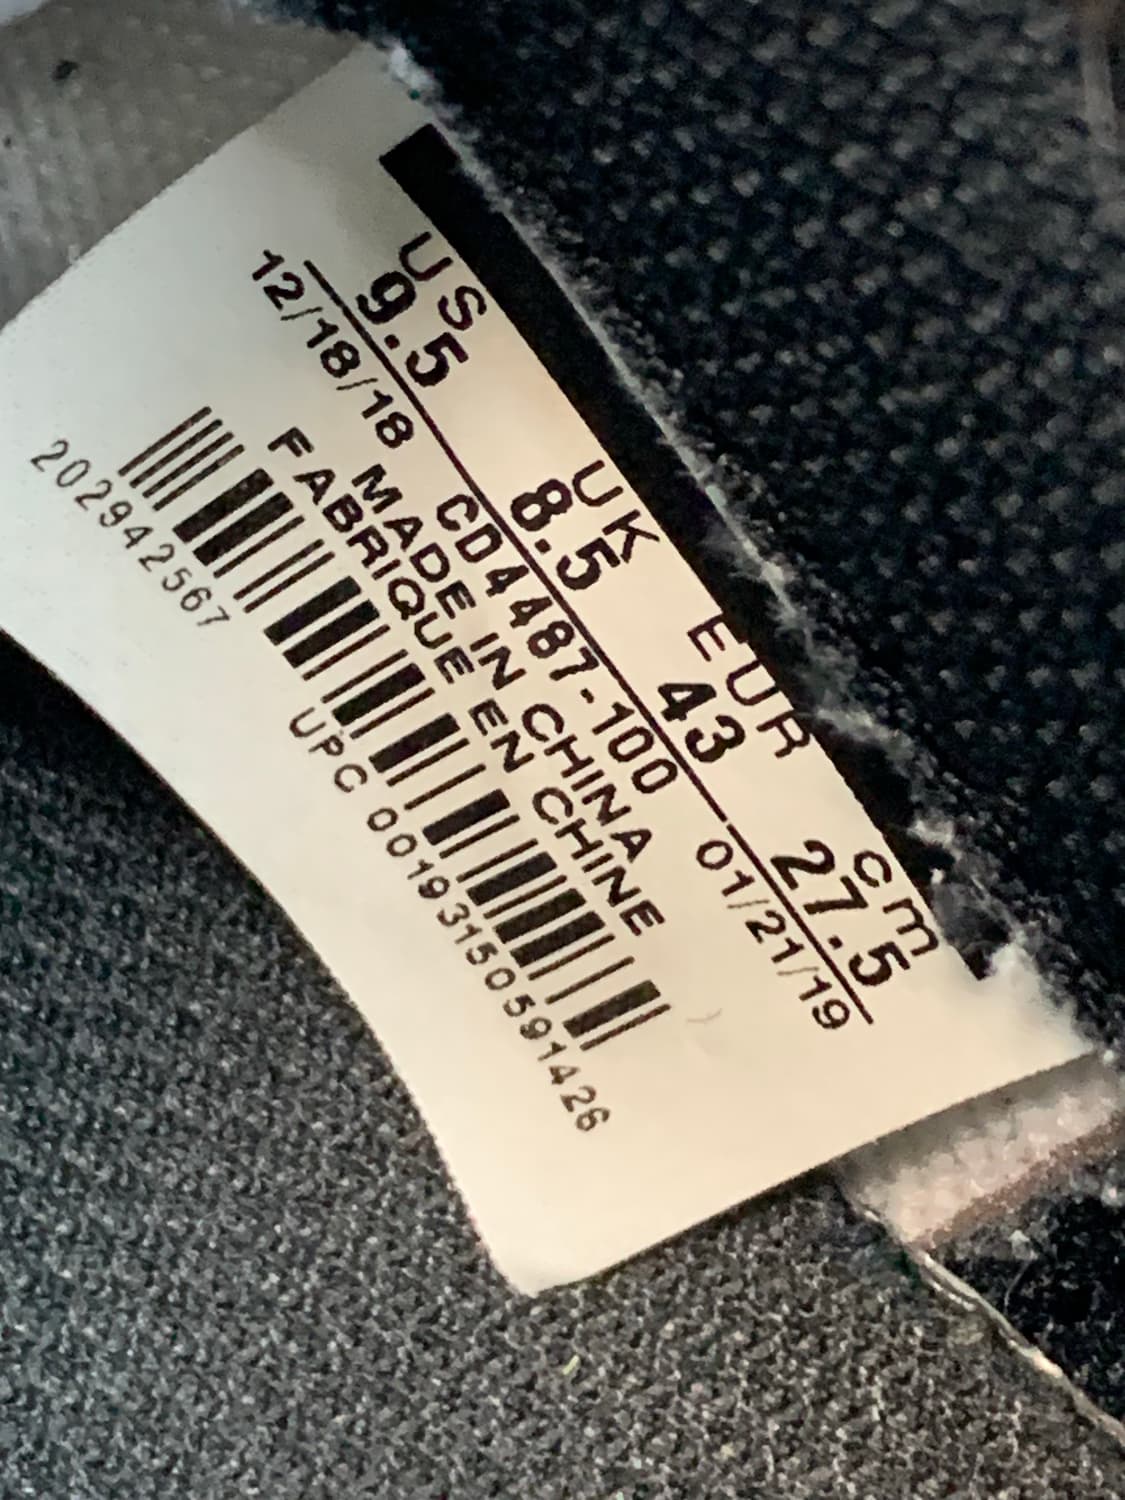 US UK EUR cm
9.5 8.5 43 27.5
12/18/18 CD4487-100 01/21/19
MADE IN CHINA
FABRIQUE EN CHINE
202942567 UPC 00193150591426